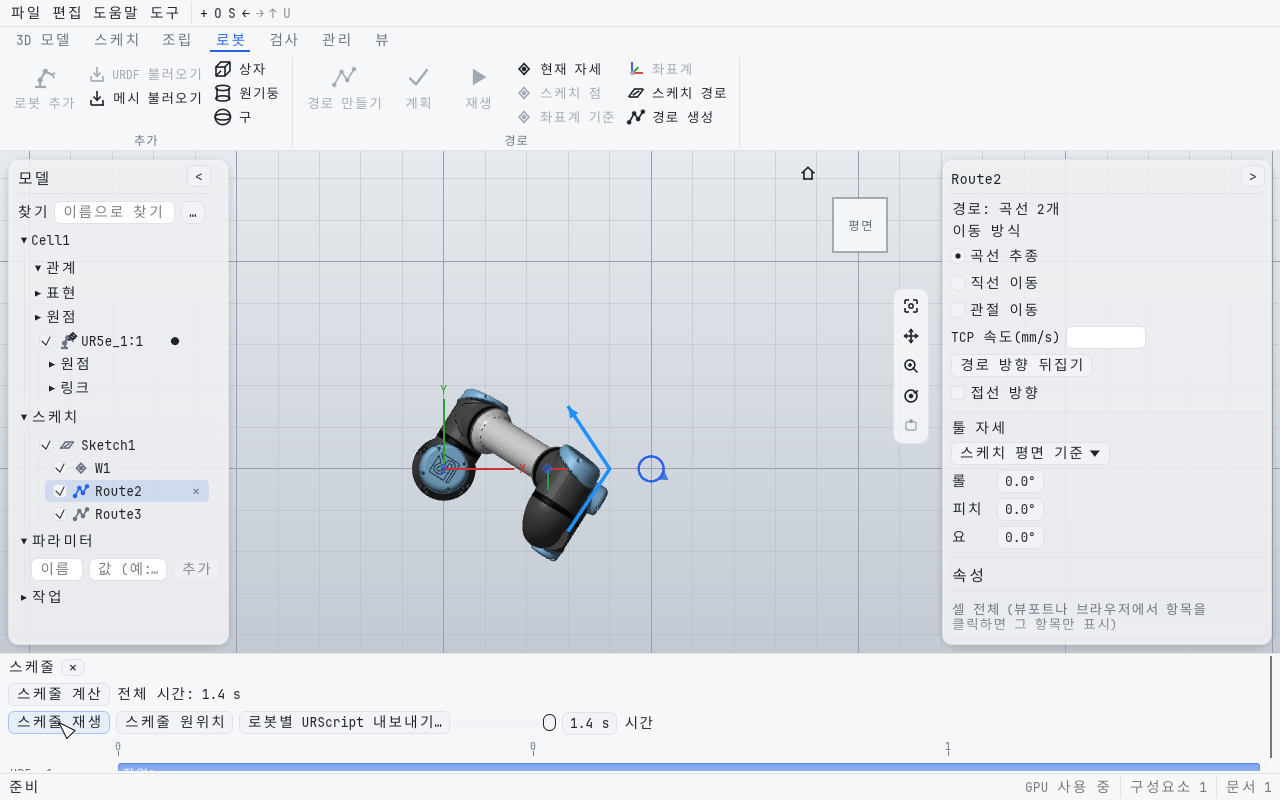 파일 편집 도움말 도구 + O S ← → ↑ U
3D 모델 스케치 조립 로봇 검사 관리 뷰
로봇 추가
URDF 불러오기
메시 불러오기
상자
원기둥
구
추가
경로 만들기
계획
재생
현재 자세
스케치 점
좌표계 기준
좌표계
스케치 경로
경로 생성
경로
모델 <
찾기 이름으로 찾기 …
▾ Cell1
▾ 관계
▸ 표현
▸ 원점
UR5e_1:1 ●
▸ 원점
▸ 링크
▾ 스케치
Sketch1
W1
Route2 ×
Route3
▾ 파라미터
이름 값 (예:… 추가
▸ 작업
Y
X
평면
Route2 >
경로: 곡선 2개
이동 방식
곡선 추종
직선 이동
관절 이동
TCP 속도(mm/s)
경로 방향 뒤집기
접선 방향
툴 자세
스케치 평면 기준 ▼
롤 0.0°
피치 0.0°
요 0.0°
속성
셀 전체 (뷰포트나 브라우저에서 항목을
클릭하면 그 항목만 표시)
스케줄 ×
스케줄 계산 전체 시간: 1.4 s
스케줄 재생 스케줄 원위치 로봇별 URScript 내보내기… 1.4 s 시간
0 0 1
준비 GPU 사용 중 구성요소 1 문서 1